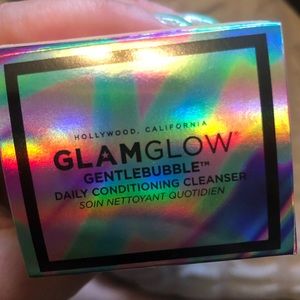 HOLLYWOOD, CALIFORNIA
GLAMGLOW
GENTLEBUBBLE™
DAILY CONDITIONING CLEANSER
SOIN NETTOYANT QUOTIDIEN